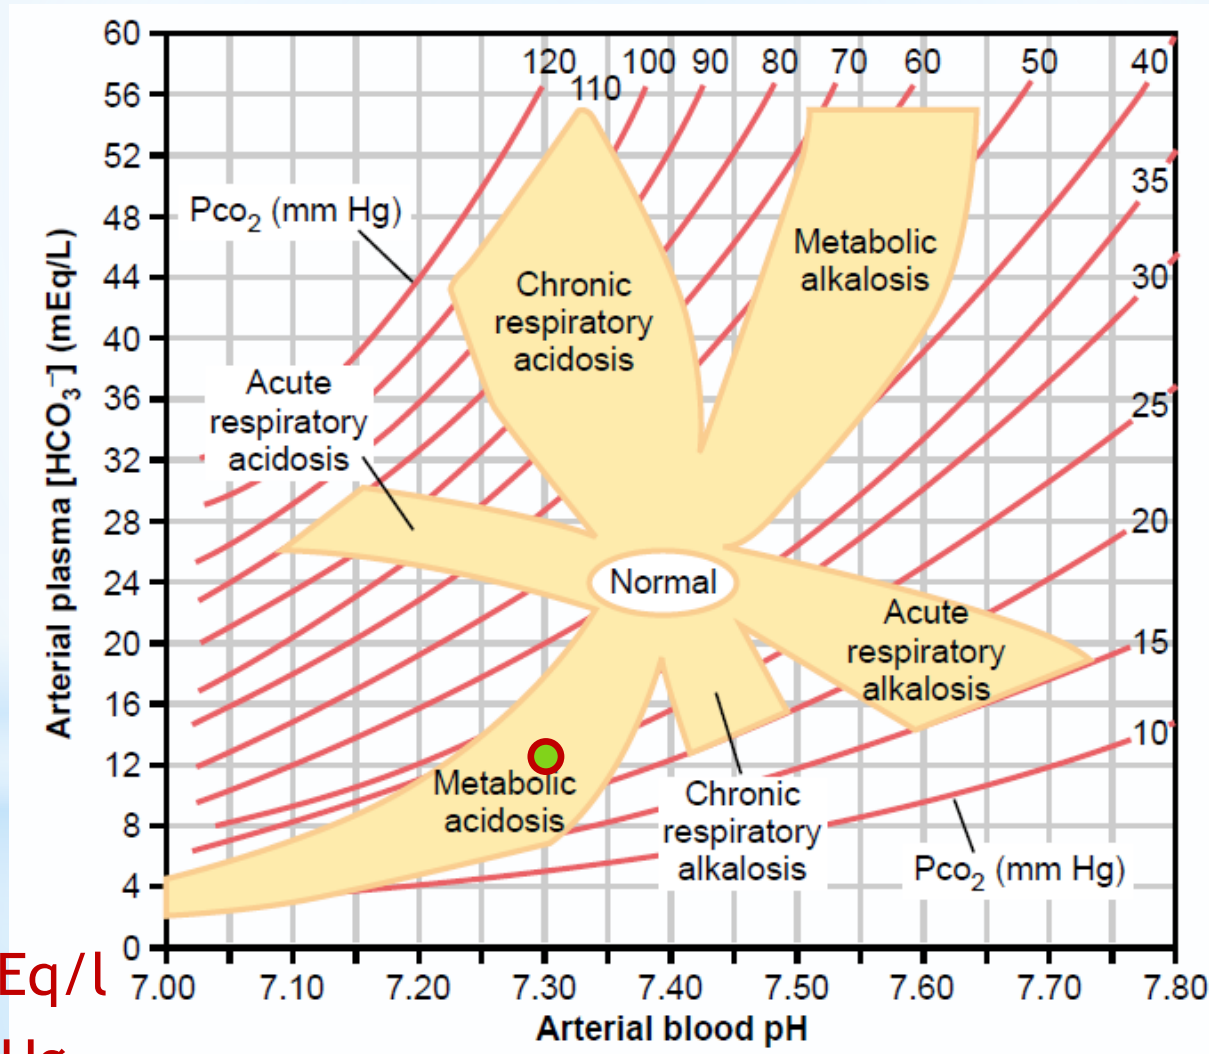 60
56
52
48
44
40
36
32
28
24
20
16
12
8
4
0
Arterial plasma [HCO₃⁻] (mEq/L)
120
110
100
90
80
70
60
50
40
35
30
25
20
15
10
Pco₂ (mm Hg)
Chronic
respiratory
acidosis
Metabolic
alkalosis
Acute
respiratory
acidosis
Normal
Acute
respiratory
alkalosis
Metabolic
acidosis
Chronic
respiratory
alkalosis
Pco₂ (mm Hg)
Eq/l
7.00 7.10 7.20 7.30 7.40 7.50 7.60 7.70 7.80
Arterial blood pH